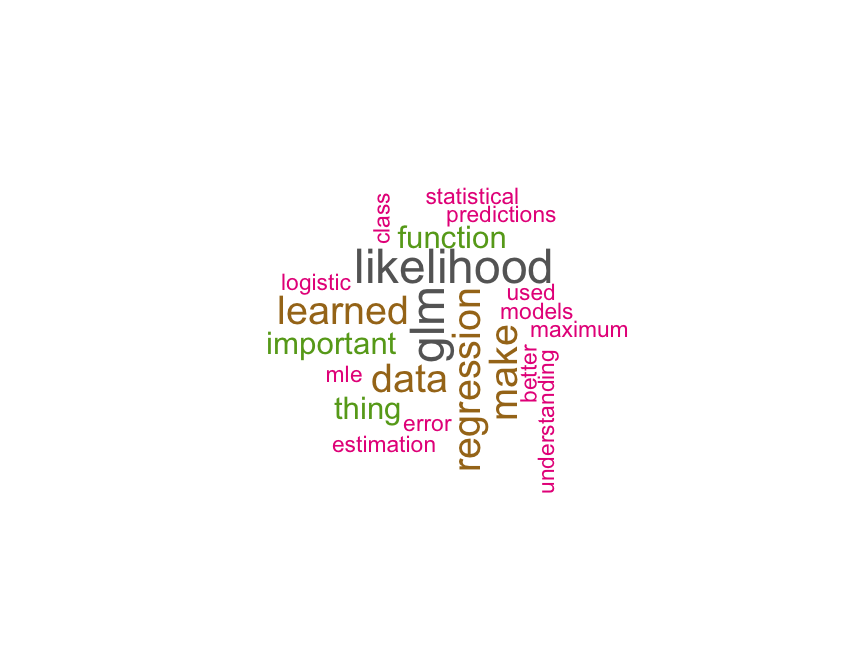 class
statistical
predictions
function
likelihood
logistic
learned
glm
regression
used
models
maximum
important
make
better
understanding
mle
data
thing
error
estimation